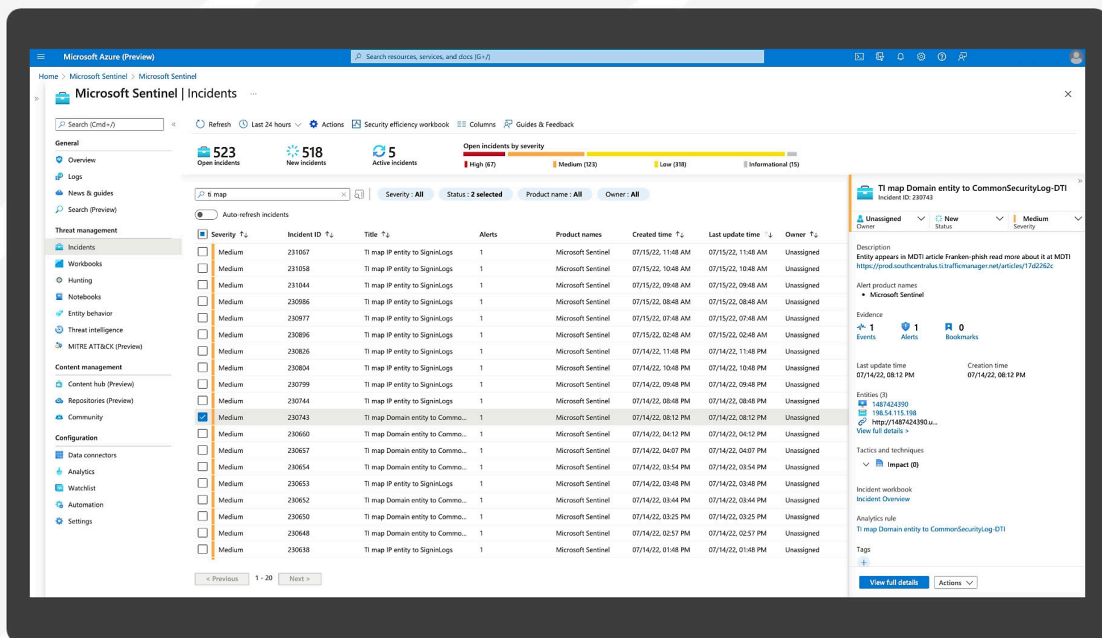 Microsoft Azure (Preview)
Search resources, services, and docs (G+/)
Home > Microsoft Sentinel > Microsoft Sentinel
Microsoft Sentinel | Incidents ...
Search (Cmd+/)
General
Overview
Logs
News & guides
Search (Preview)
Threat management
Incidents
Workbooks
Hunting
Notebooks
Entity behavior
Threat intelligence
MITRE ATT&CK (Preview)
Content management
Content hub (Preview)
Repositories (Preview)
Community
Configuration
Data connectors
Analytics
Watchlist
Automation
Settings
Refresh Last 24 hours Actions Security efficiency workbook Columns Guides & Feedback
523 518 5
Open incidents New incidents Active incidents
Open incidents by severity
High (67) Medium (123) Low (318) Informational (15)
ti map Severity : All Status : 2 selected Product name : All Owner : All
Auto-refresh incidents
Severity Incident ID Title Alerts Product names Created time Last update time Owner
Medium 231067 TI map IP entity to SigninLogs 1 Microsoft Sentinel 07/15/22, 11:48 AM 07/15/22, 11:48 AM Unassigned
Medium 231058 TI map IP entity to SigninLogs 1 Microsoft Sentinel 07/15/22, 10:48 AM 07/15/22, 10:48 AM Unassigned
Medium 231044 TI map IP entity to SigninLogs 1 Microsoft Sentinel 07/15/22, 09:48 AM 07/15/22, 09:48 AM Unassigned
Medium 230986 TI map IP entity to SigninLogs 1 Microsoft Sentinel 07/15/22, 08:48 AM 07/15/22, 08:48 AM Unassigned
Medium 230977 TI map IP entity to SigninLogs 1 Microsoft Sentinel 07/15/22, 07:48 AM 07/15/22, 07:48 AM Unassigned
Medium 230896 TI map IP entity to SigninLogs 1 Microsoft Sentinel 07/15/22, 02:48 AM 07/15/22, 02:48 AM Unassigned
Medium 230826 TI map IP entity to SigninLogs 1 Microsoft Sentinel 07/14/22, 11:48 PM 07/14/22, 11:48 PM Unassigned
Medium 230804 TI map IP entity to SigninLogs 1 Microsoft Sentinel 07/14/22, 10:48 PM 07/14/22, 10:48 PM Unassigned
Medium 230799 TI map IP entity to SigninLogs 1 Microsoft Sentinel 07/14/22, 09:48 PM 07/14/22, 09:48 PM Unassigned
Medium 230744 TI map IP entity to SigninLogs 1 Microsoft Sentinel 07/14/22, 08:48 PM 07/14/22, 08:48 PM Unassigned
Medium 230743 TI map Domain entity to Commo... 1 Microsoft Sentinel 07/14/22, 08:12 PM 07/14/22, 08:12 PM Unassigned
Medium 230660 TI map Domain entity to Commo... 1 Microsoft Sentinel 07/14/22, 04:12 PM 07/14/22, 04:12 PM Unassigned
Medium 230657 TI map Domain entity to Commo... 1 Microsoft Sentinel 07/14/22, 04:07 PM 07/14/22, 04:07 PM Unassigned
Medium 230654 TI map Domain entity to Commo... 1 Microsoft Sentinel 07/14/22, 03:54 PM 07/14/22, 03:54 PM Unassigned
Medium 230653 TI map IP entity to SigninLogs 1 Microsoft Sentinel 07/14/22, 03:48 PM 07/14/22, 03:48 PM Unassigned
Medium 230652 TI map Domain entity to Commo... 1 Microsoft Sentinel 07/14/22, 03:44 PM 07/14/22, 03:44 PM Unassigned
Medium 230650 TI map Domain entity to Commo... 1 Microsoft Sentinel 07/14/22, 03:25 PM 07/14/22, 03:25 PM Unassigned
Medium 230648 TI map Domain entity to Commo... 1 Microsoft Sentinel 07/14/22, 02:57 PM 07/14/22, 02:57 PM Unassigned
Medium 230638 TI map IP entity to SigninLogs 1 Microsoft Sentinel 07/14/22, 01:48 PM 07/14/22, 01:48 PM Unassigned
< Previous 1 - 20 Next >
TI map Domain entity to CommonSecurityLog-DTI
Incident ID: 230743
Unassigned New Medium
Owner Status Severity
Description
Entity appears in MDTI article Franken-phish read more about it at MDTI
https://prod.southcentralus.ti.trafficmanager.net/articles/17d2262c
Alert product names
• Microsoft Sentinel
Evidence
1 1 0
Events Alerts Bookmarks
Last update time Creation time
07/14/22, 08:12 PM 07/14/22, 08:12 PM
Entities (3)
1487424390
198.54.115.198
http://1487424390.u...
View full details >
Tactics and techniques
Impact (0)
Incident workbook
Incident Overview
Analytics rule
TI map Domain entity to CommonSecurityLog-DTI
Tags
+
View full details Actions